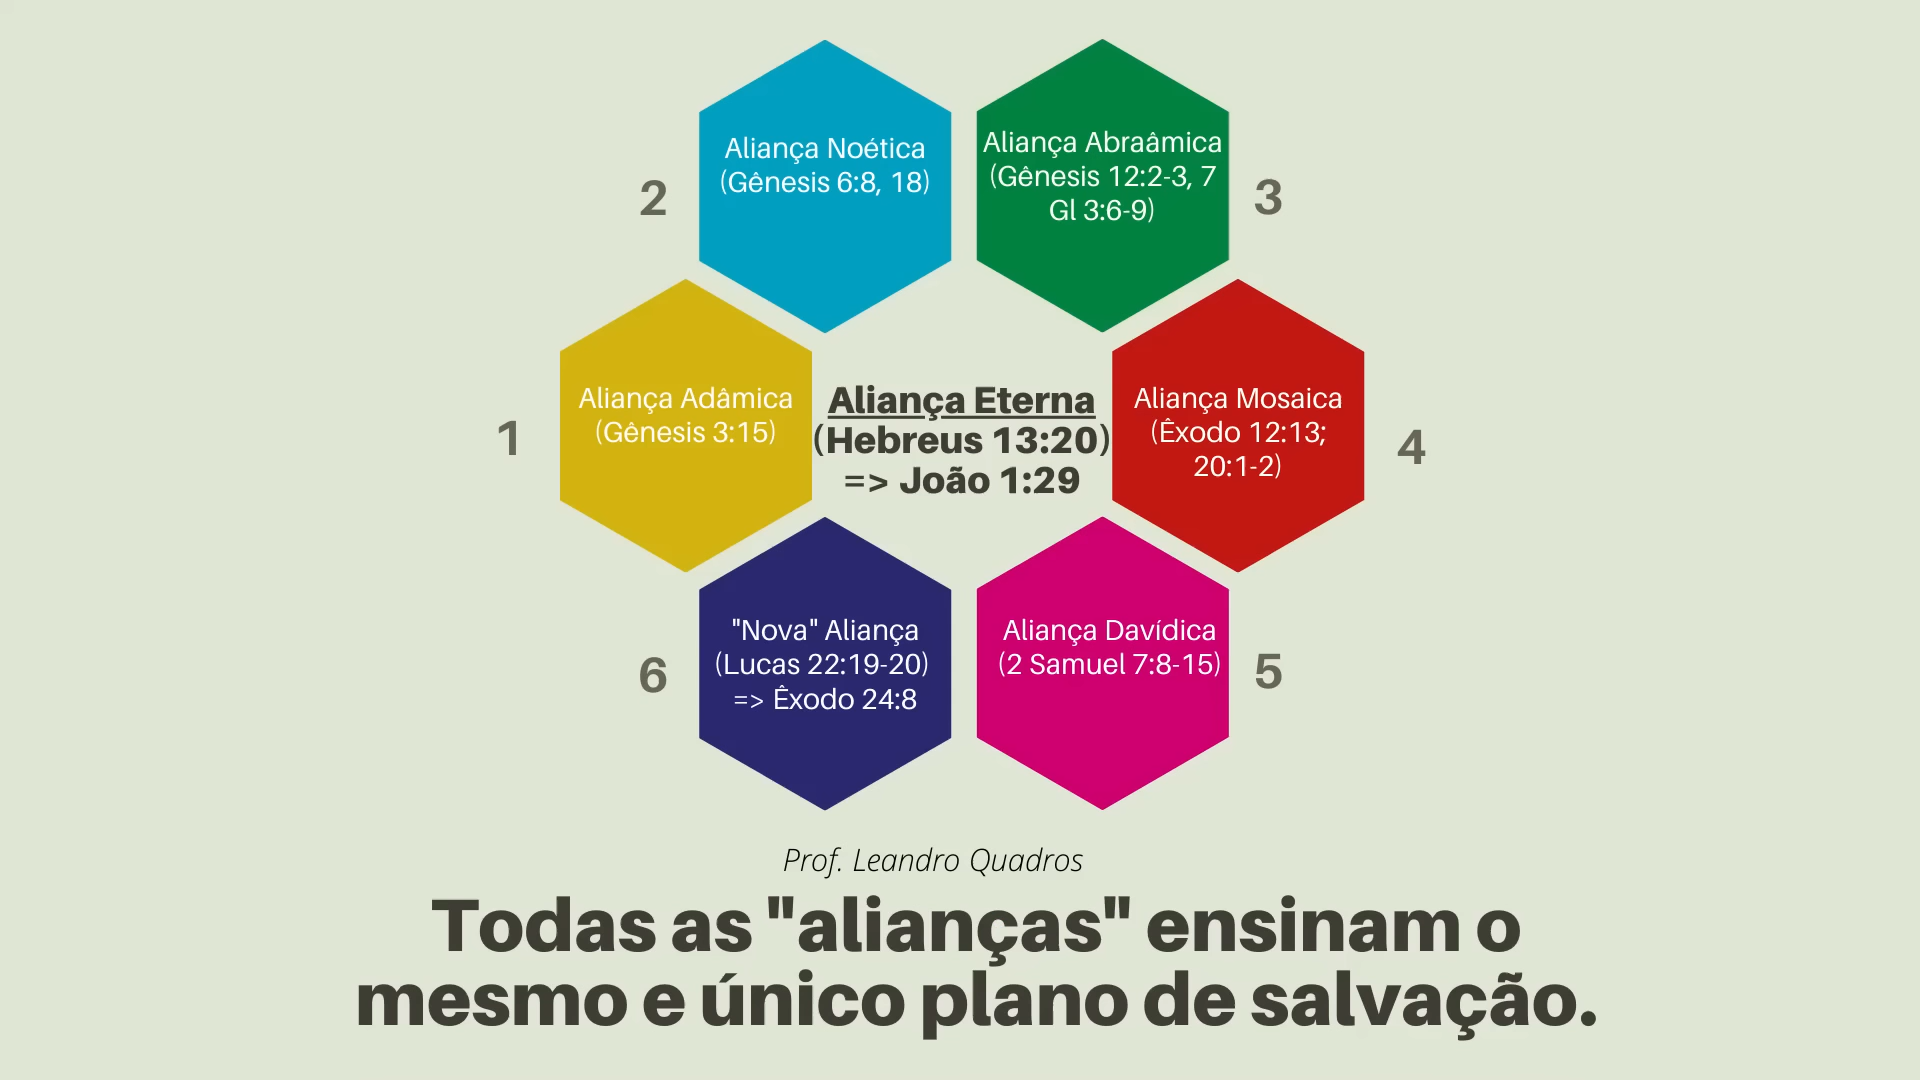 2
Aliança Noética
(Gênesis 6:8, 18)
Aliança Abraâmica
(Gênesis 12:2-3, 7
Gl 3:6-9)
3
1
Aliança Adâmica
(Gênesis 3:15)
Aliança Eterna
(Hebreus 13:20)
=> João 1:29
Aliança Mosaica
(Êxodo 12:13;
20:1-2)
4
6
"Nova" Aliança
(Lucas 22:19-20)
=> Êxodo 24:8
Aliança Davídica
(2 Samuel 7:8-15)
5
Prof. Leandro Quadros
Todas as "alianças" ensinam o
mesmo e único plano de salvação.